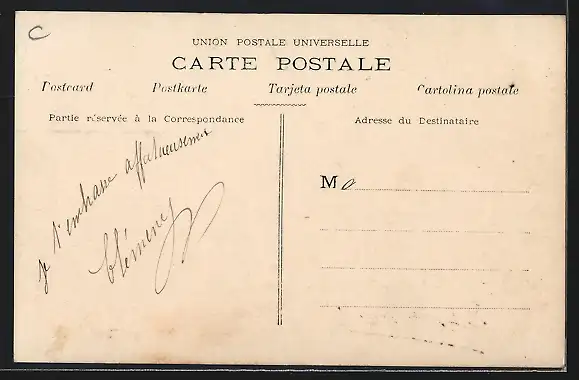 C
UNION POSTALE UNIVERSELLE
CARTE POSTALE
Postcard Postkarte Tarjeta postale Cartolina postale
Partie réservée à la Correspondance
Adresse du Destinataire
je t'embrasse affectueusement
Clémence
M